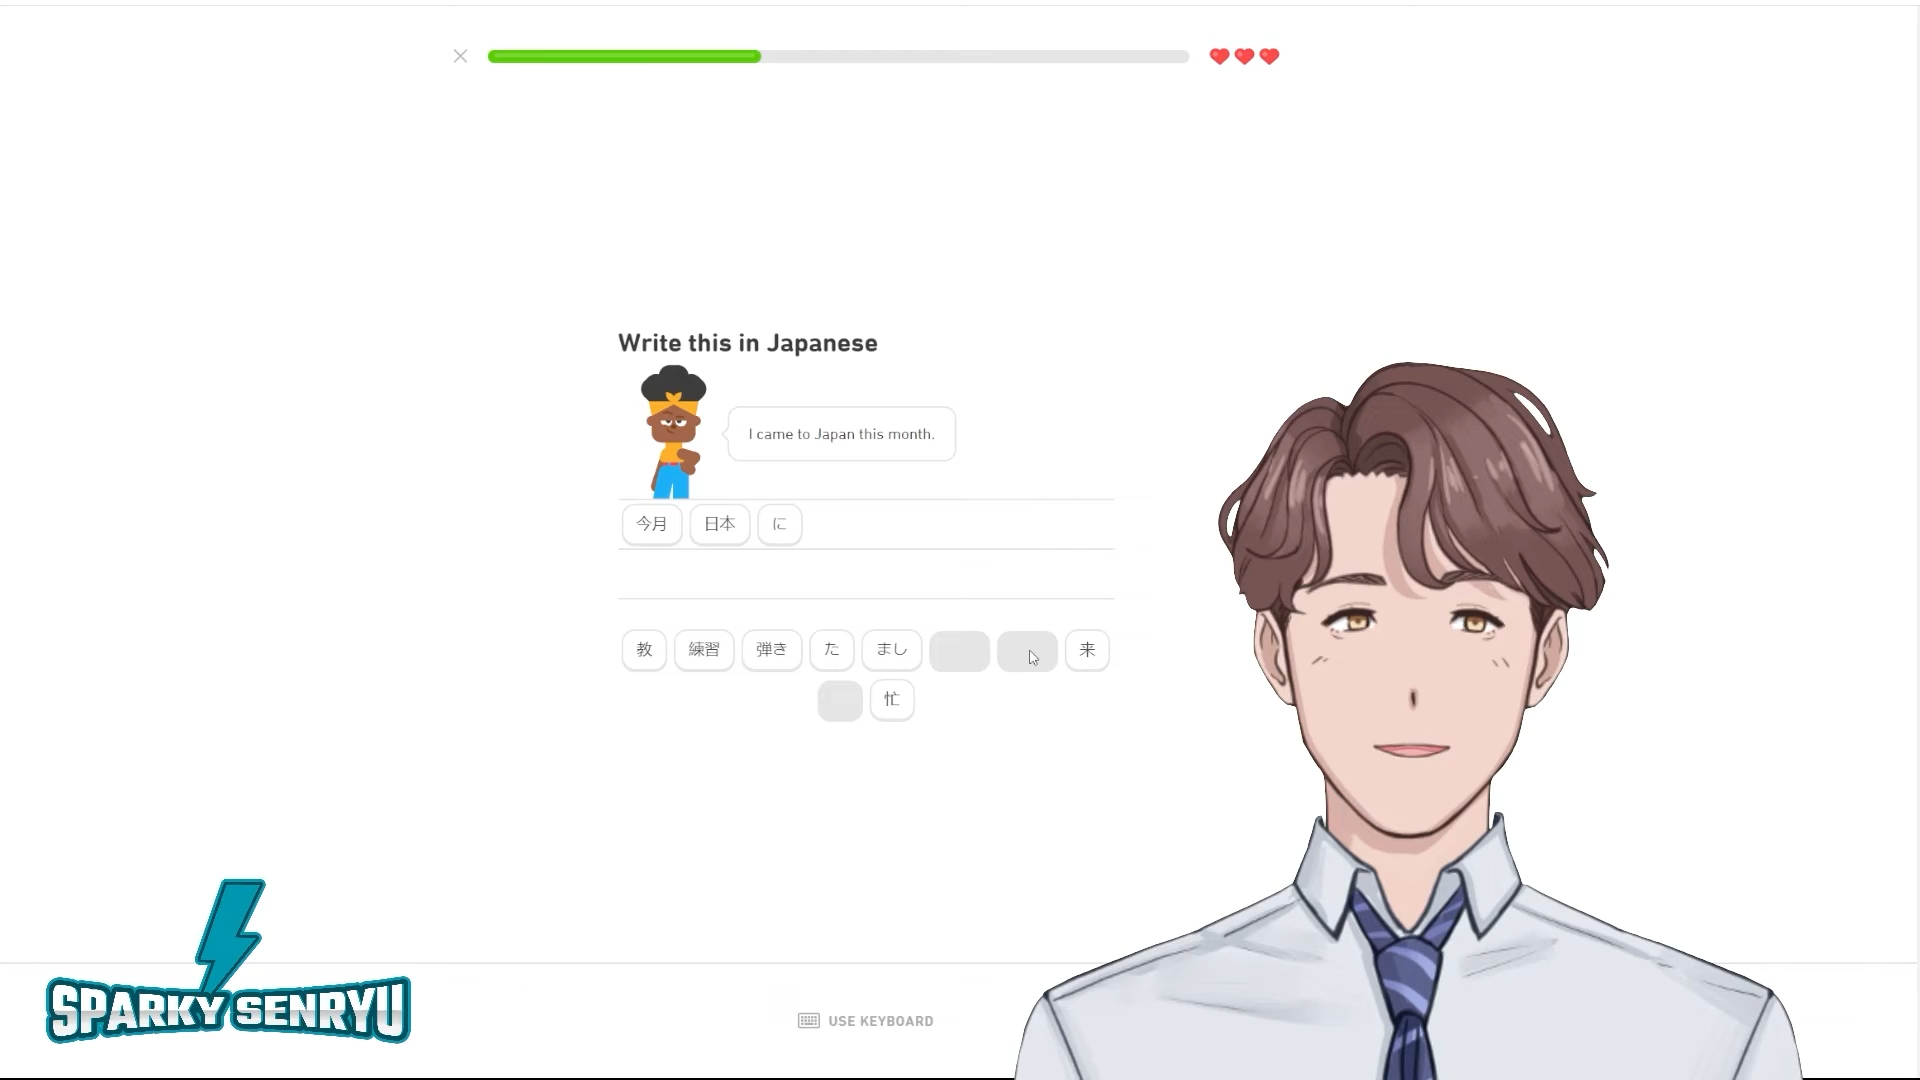 Write this in Japanese
I came to Japan this month.
今月 日本 に
教 練習 弾き た まし 来
忙
SPARKY SENRYU
USE KEYBOARD